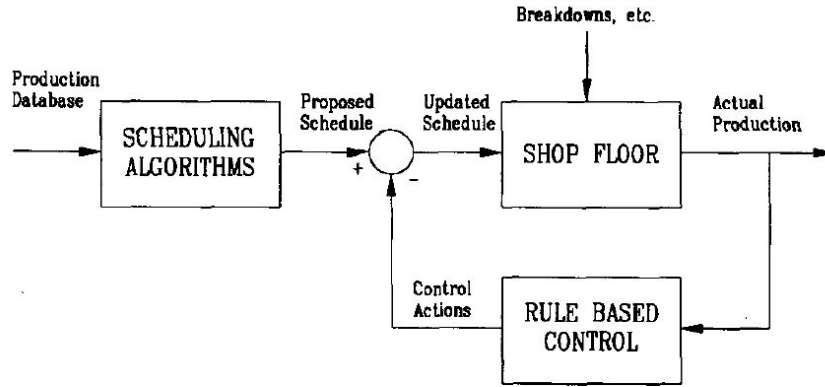 Breakdowns, etc.
Production
Database
SCHEDULING
ALGORITHMS
Proposed
Schedule
+
-
Updated
Schedule
SHOP FLOOR
Actual
Production
Control
Actions
RULE BASED
CONTROL